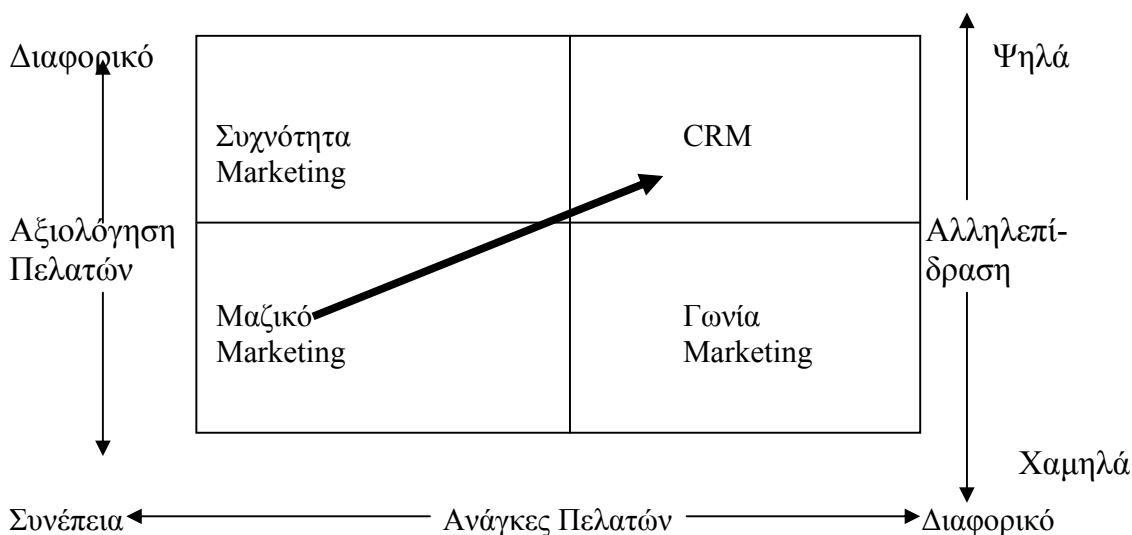 Διαφορικό
Ψηλά
Συχνότητα
Marketing
CRM
Αξιολόγηση
Πελατών
Αλληλεπί-
δραση
Μαζικό
Marketing
Γωνία
Marketing
Χαμηλά
Συνέπεια
Ανάγκες Πελατών
Διαφορικό